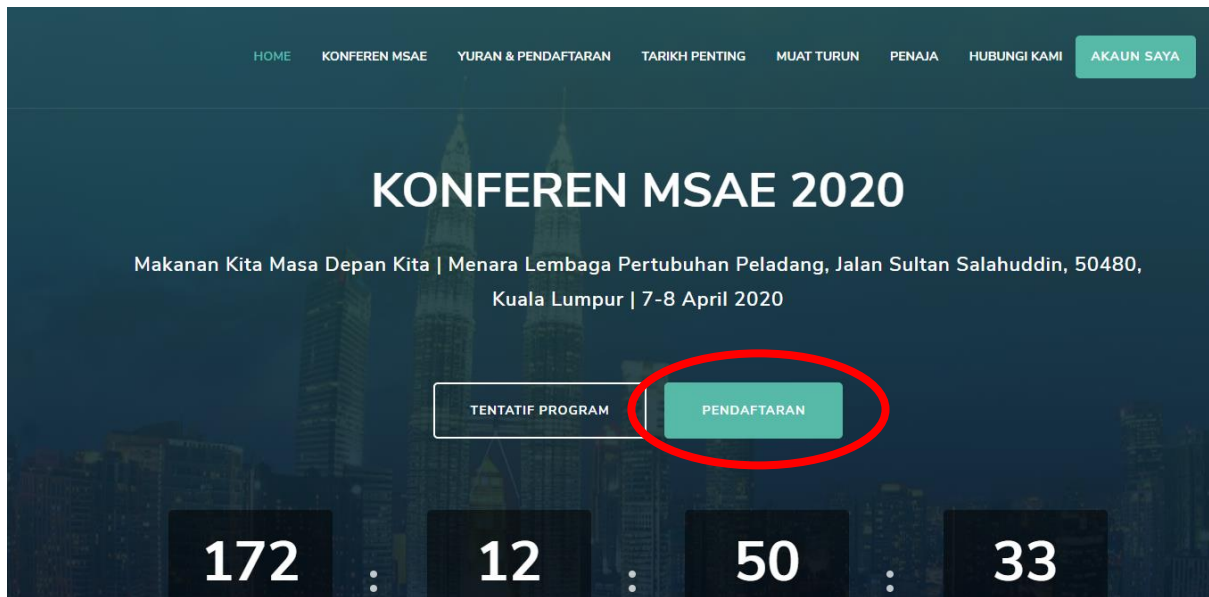 HOME KONFEREN MSAE YURAN & PENDAFTARAN TARIKH PENTING MUAT TURUN PENAJA HUBUNGI KAMI AKAUN SAYA
KONFEREN MSAE 2020
Makanan Kita Masa Depan Kita | Menara Lembaga Pertubuhan Peladang, Jalan Sultan Salahuddin, 50480,
Kuala Lumpur | 7-8 April 2020
TENTATIF PROGRAM PENDAFTARAN
172 : 12 : 50 : 33